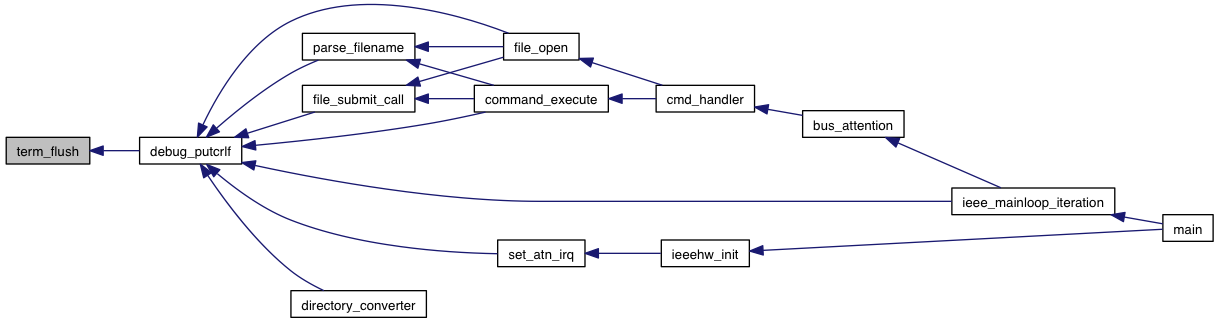 parse_filename
file_open
file_submit_call
command_execute
cmd_handler
bus_attention
term_flush
debug_putcrlf
ieee_mainloop_iteration
main
set_atn_irq
ieeehw_init
directory_converter